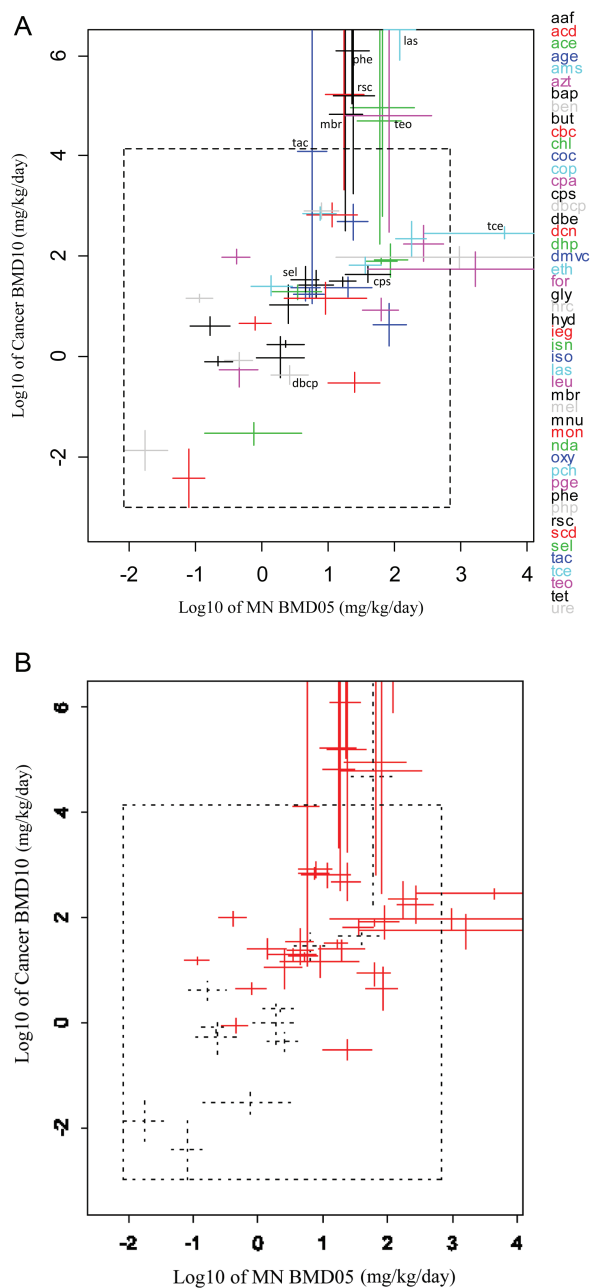 A
Log10 of Cancer BMD10 (mg/kg/day)
6
4
2
0
-2
las
phe
rsc
mbr
teo
tac
tce
sel
cps
dbcp
-2 -1 0 1 2 3 4
Log10 of MN BMD05 (mg/kg/day)
aaf
acd
ace
age
ams
azt
bap
ben
but
cbc
chl
coc
cop
cpa
cps
dbcp
dbe
dcn
dhp
dmvc
eth
for
gly
hrc
hyd
ieg
isn
iso
las
leu
mbr
mel
mnu
mon
nda
oxy
pch
pge
phe
php
rsc
scd
sel
tac
tce
teo
tet
ure
B
Log10 of Cancer BMD10 (mg/kg/day)
6
4
2
0
-2
-2 -1 0 1 2 3 4
Log10 of MN BMD05 (mg/kg/day)